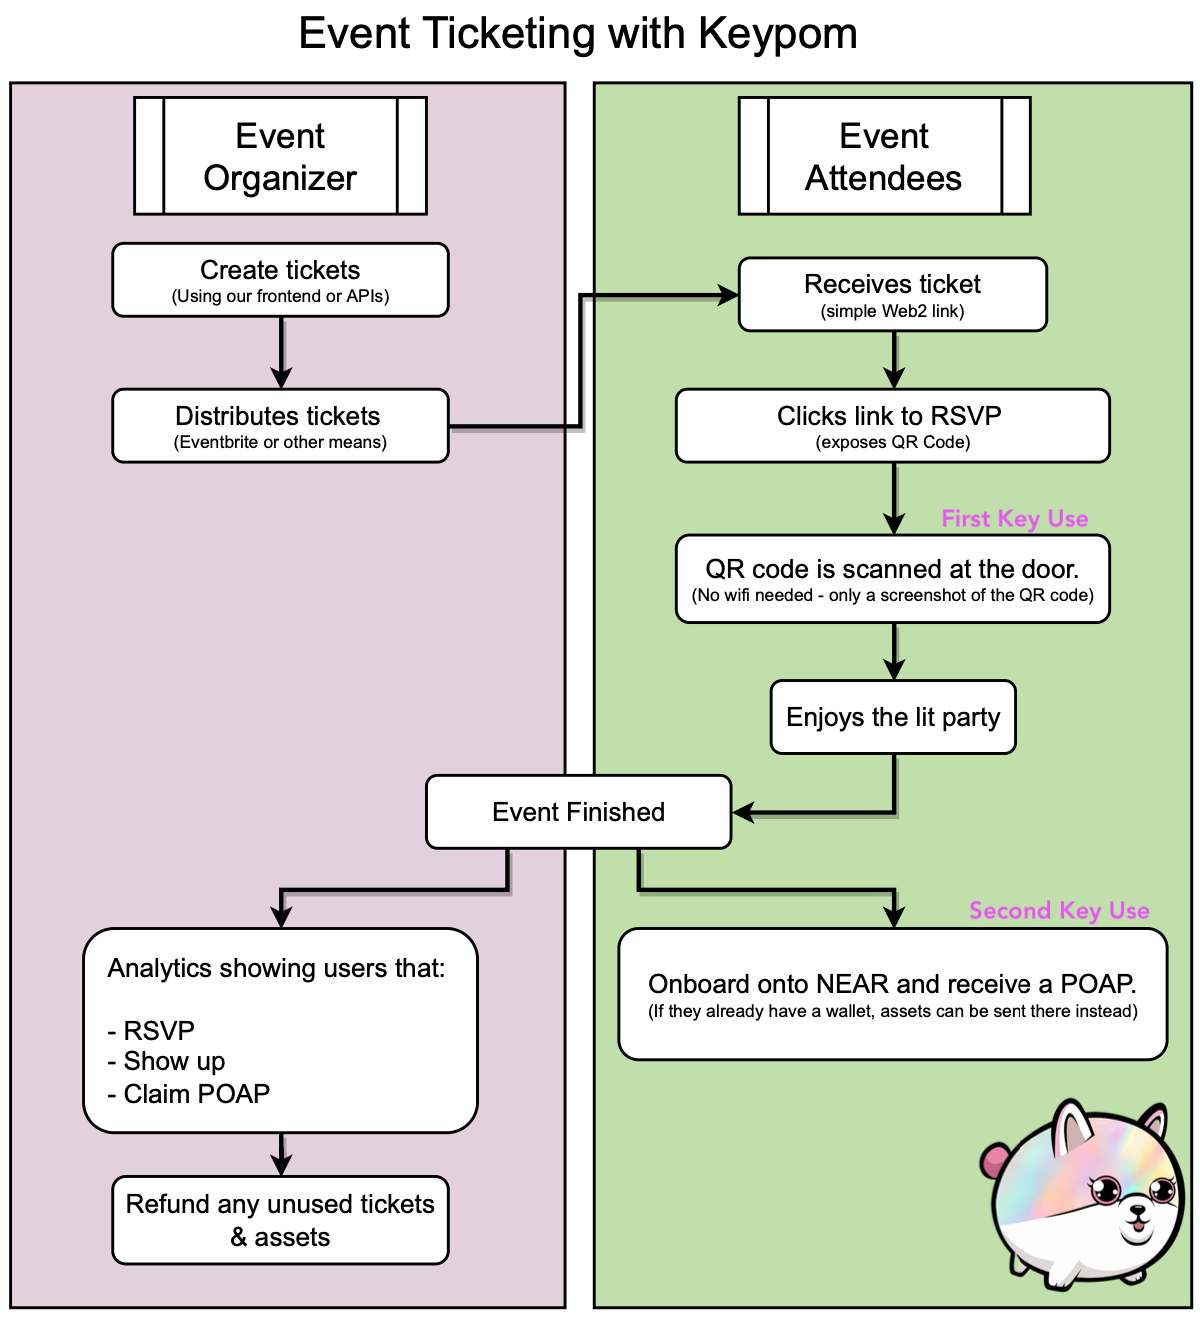 Event Ticketing with Keypom
Event
Organizer
Create tickets
(Using our frontend or APIs)
Distributes tickets
(Eventbrite or other means)
Event
Attendees
Receives ticket
(simple Web2 link)
Clicks link to RSVP
(exposes QR Code)
First Key Use
QR code is scanned at the door.
(No wifi needed - only a screenshot of the QR code)
Enjoys the lit party
Event Finished
Analytics showing users that:
- RSVP
- Show up
- Claim POAP
Refund any unused tickets
& assets
Second Key Use
Onboard onto NEAR and receive a POAP.
(If they already have a wallet, assets can be sent there instead)